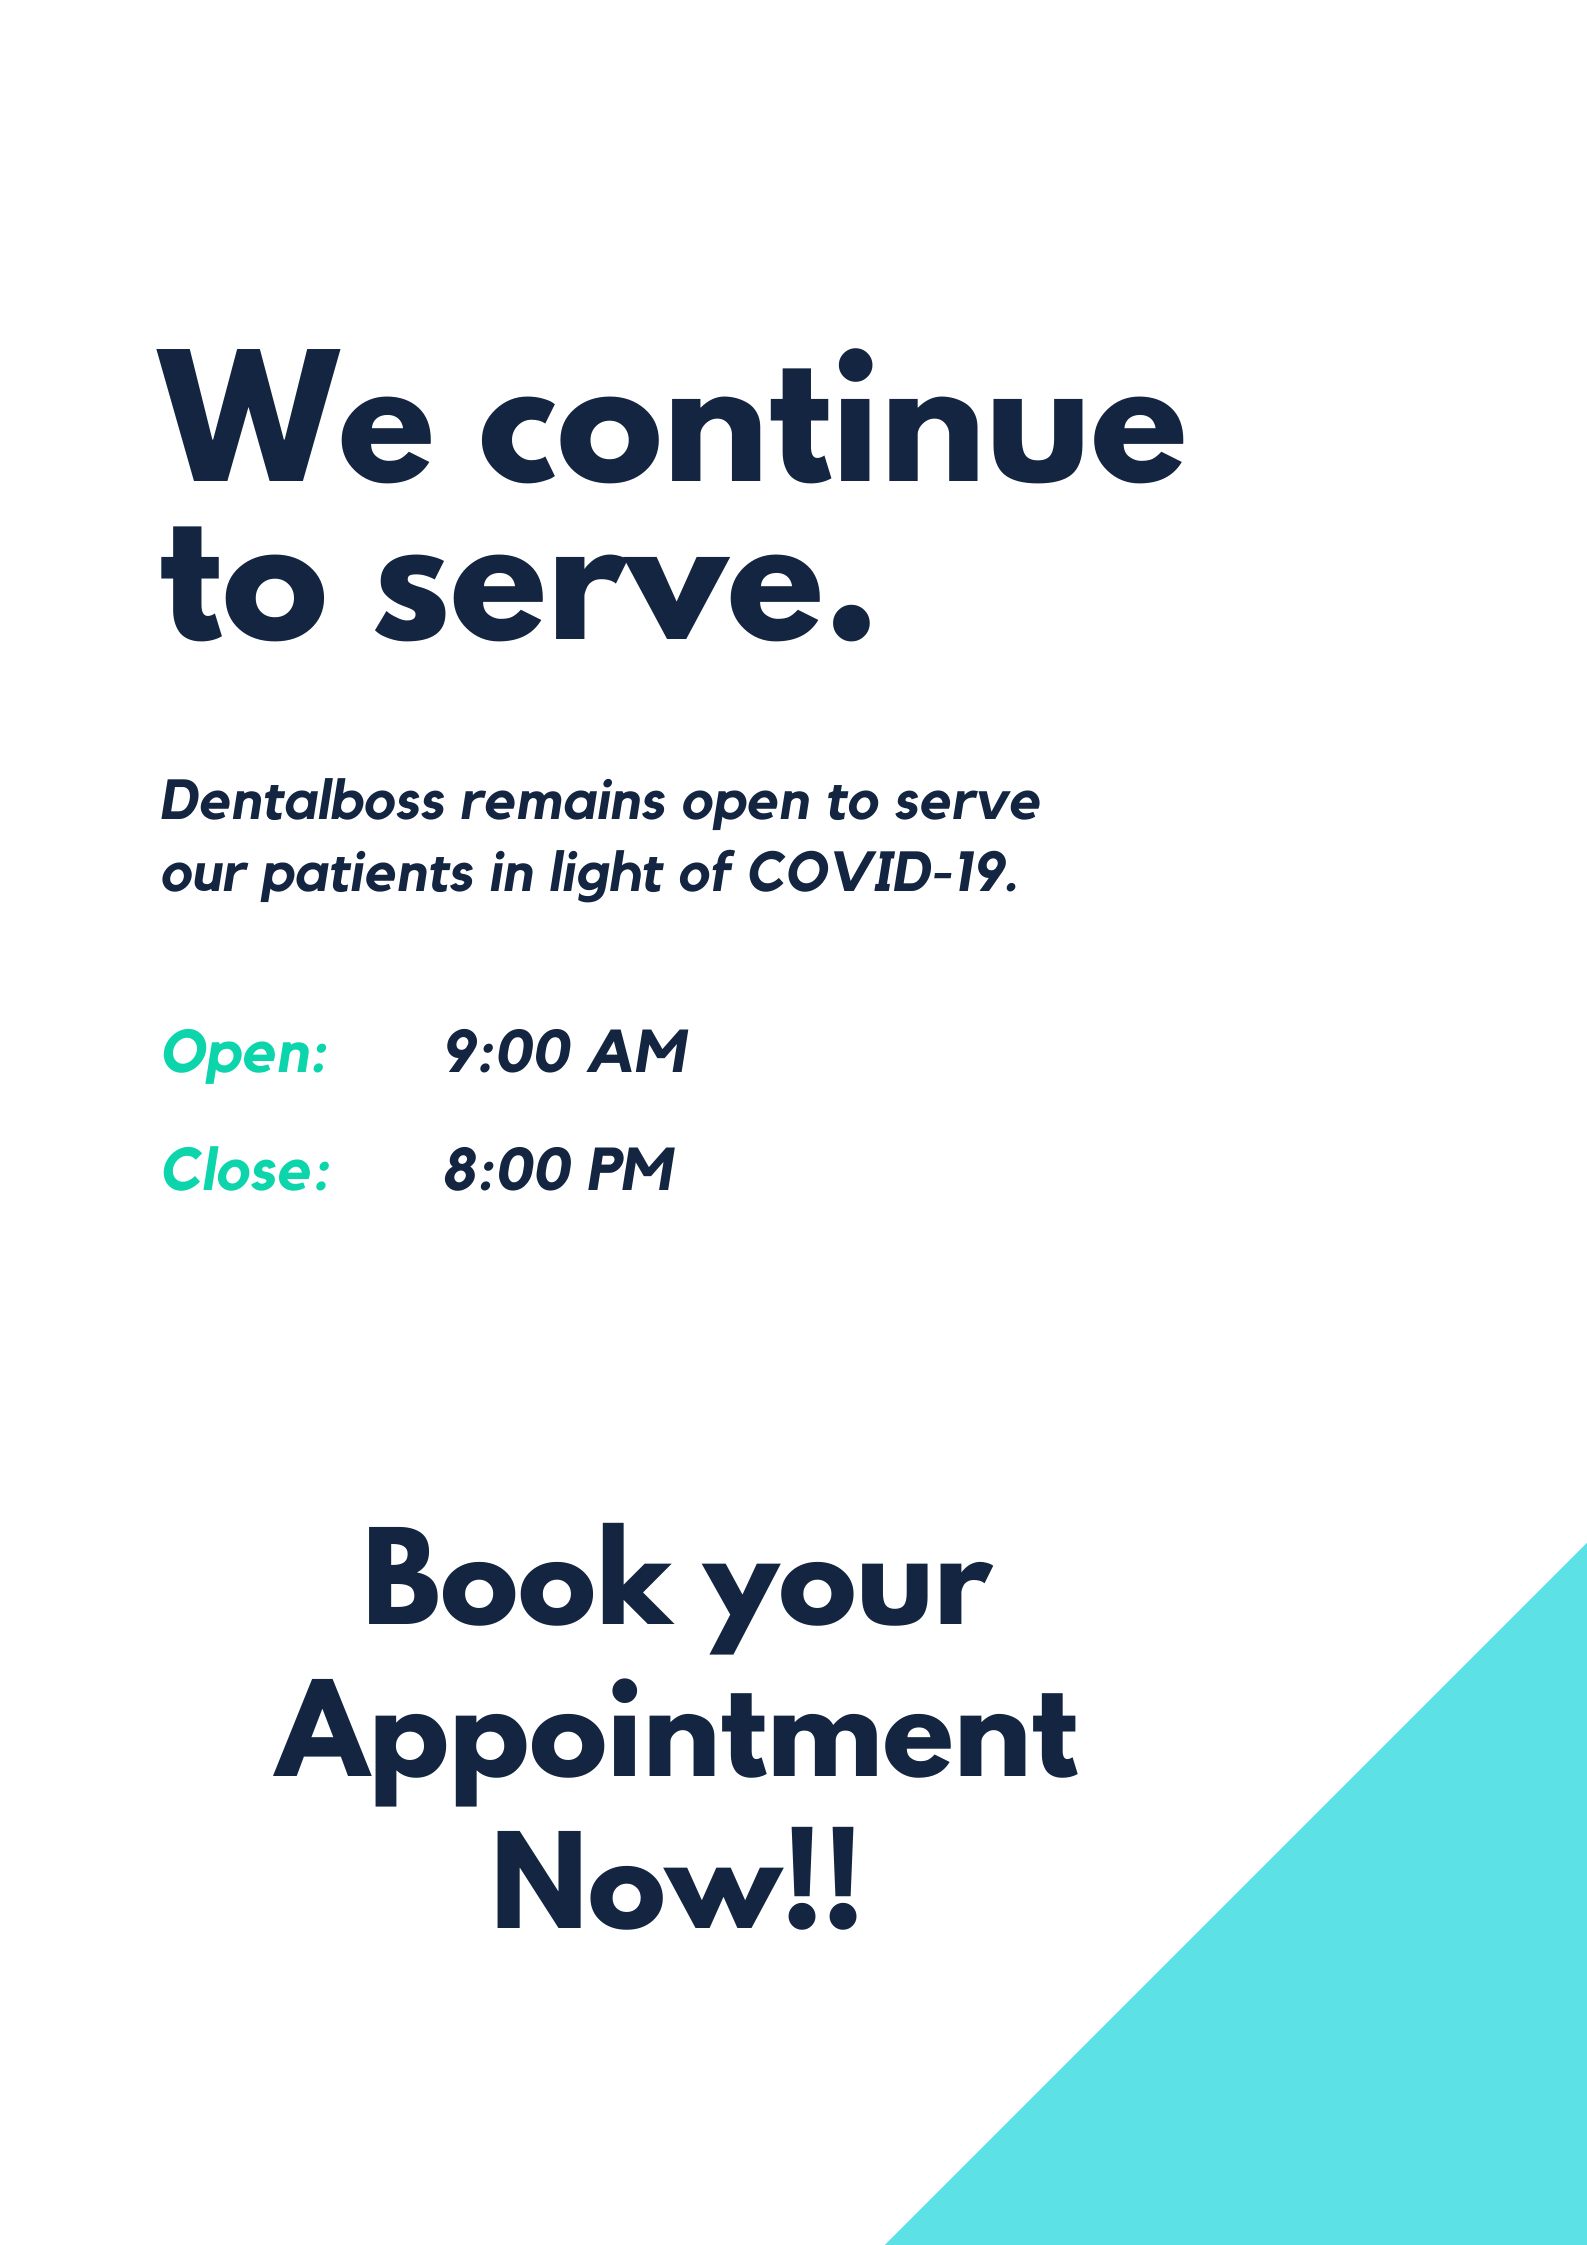 We continue
to serve.
Dentalboss remains open to serve
our patients in light of COVID-19.
Open: 9:00 AM
Close: 8:00 PM
Book your
Appointment
Now!!